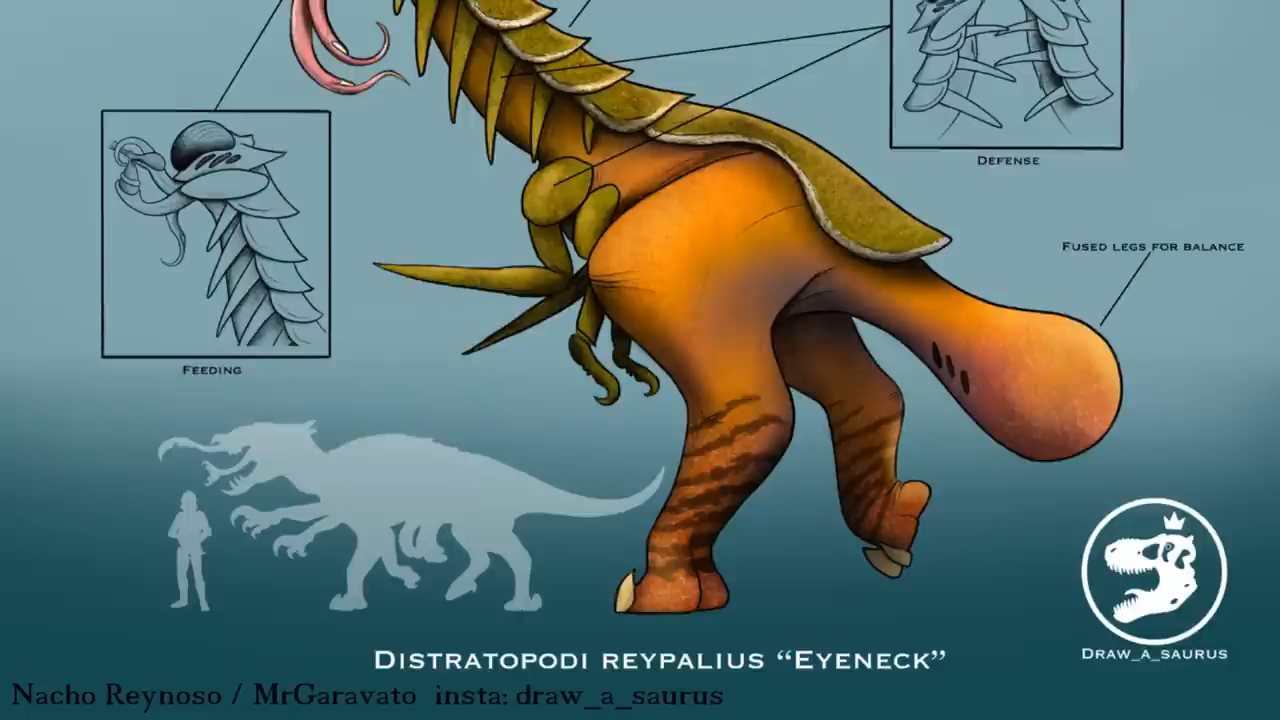 Defense
Fused legs for balance
Feeding
Draw_a_saurus
Distratopodi reypalius “Eyeneck”
Nacho Reynoso / MrGaravato insta: draw_a_saurus